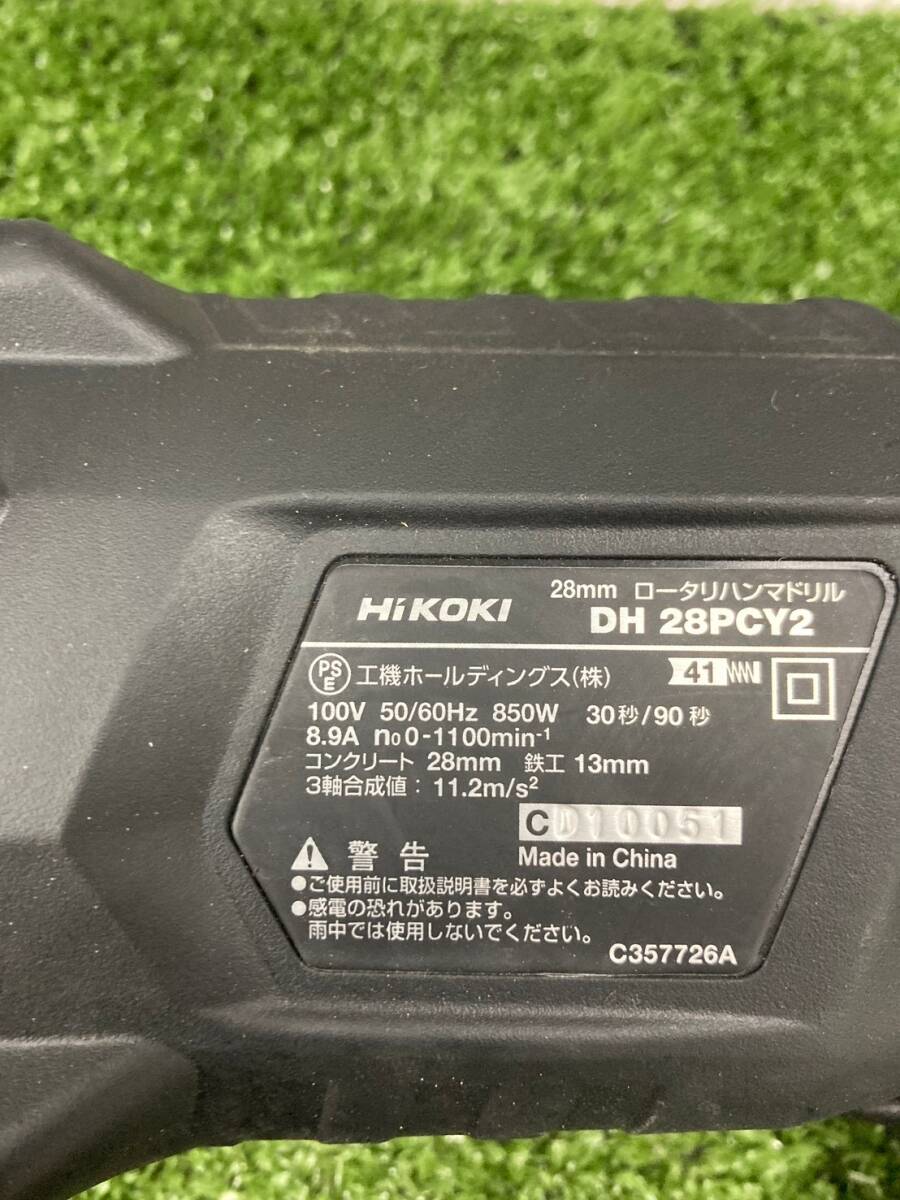 HiKOKI
28mm ロータリハンマドリル
DH 28PCY2
PSE 工機ホールディングス(株) 41
100V 50/60Hz 850W 30秒/90秒
8.9A n₀ 0-1100min⁻¹
コンクリート 28mm 鉄工 13mm
3軸合成値：11.2m/s²
Made in China
警告
●ご使用前に取扱説明書を必ずよくお読みください。
●感電の恐れがあります。
雨中では使用しないでください。
C357726A